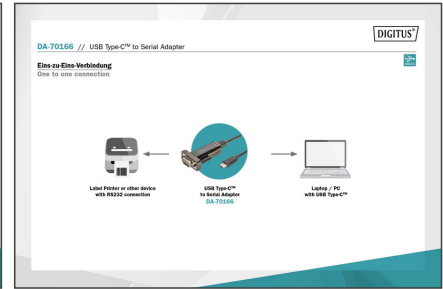 DIGITUS®
DA-70166 // USB Type-C™ to Serial Adapter
Eins-zu-Eins-Verbindung
One to one connection
Label Printer or other device
with RS232 connection
USB Type-C™
to Serial Adapter
DA-70166
Laptop / PC
with USB Type-C™